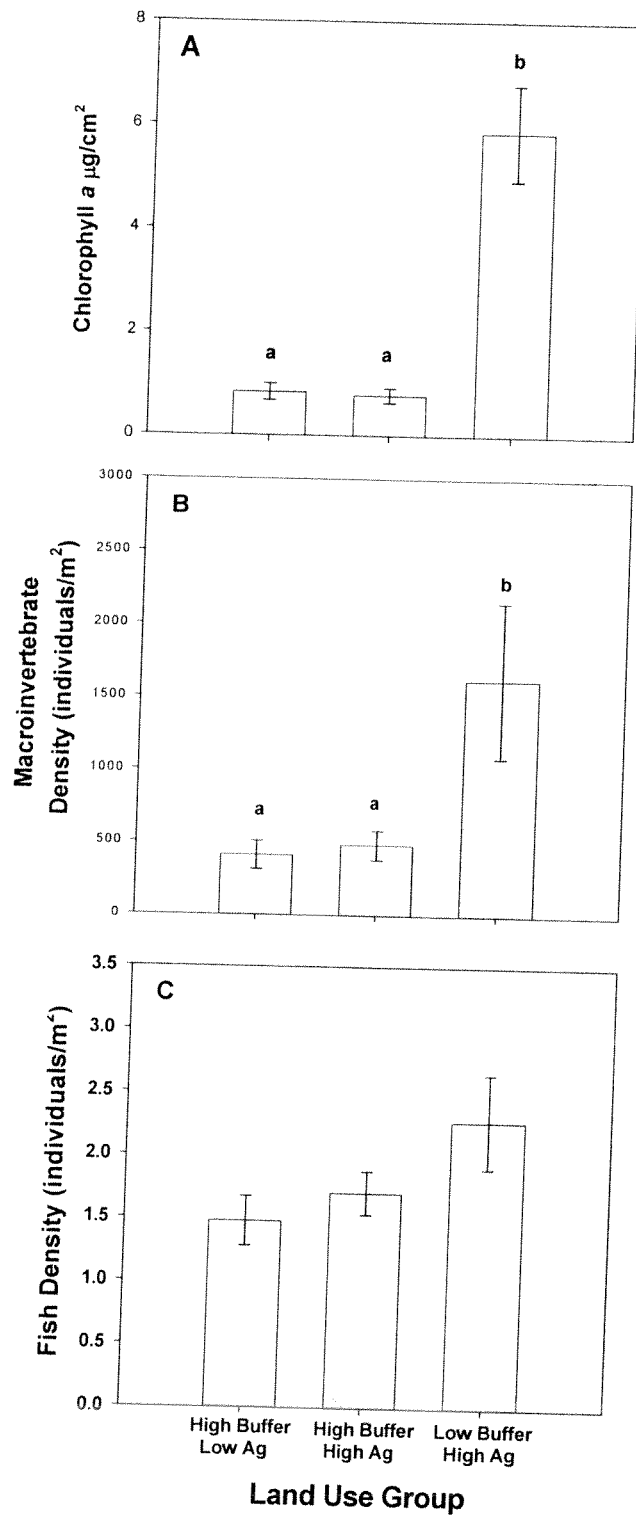 A
Chlorophyll a µg/cm²
8
6
4
2
0
a
a
b
B
Macroinvertebrate
Density (individuals/m²)
3000
2500
2000
1500
1000
500
0
a
a
b
C
Fish Density (individuals/m²)
3.5
3.0
2.5
2.0
1.5
1.0
0.5
0.0
High Buffer
Low Ag
High Buffer
High Ag
Low Buffer
High Ag
Land Use Group